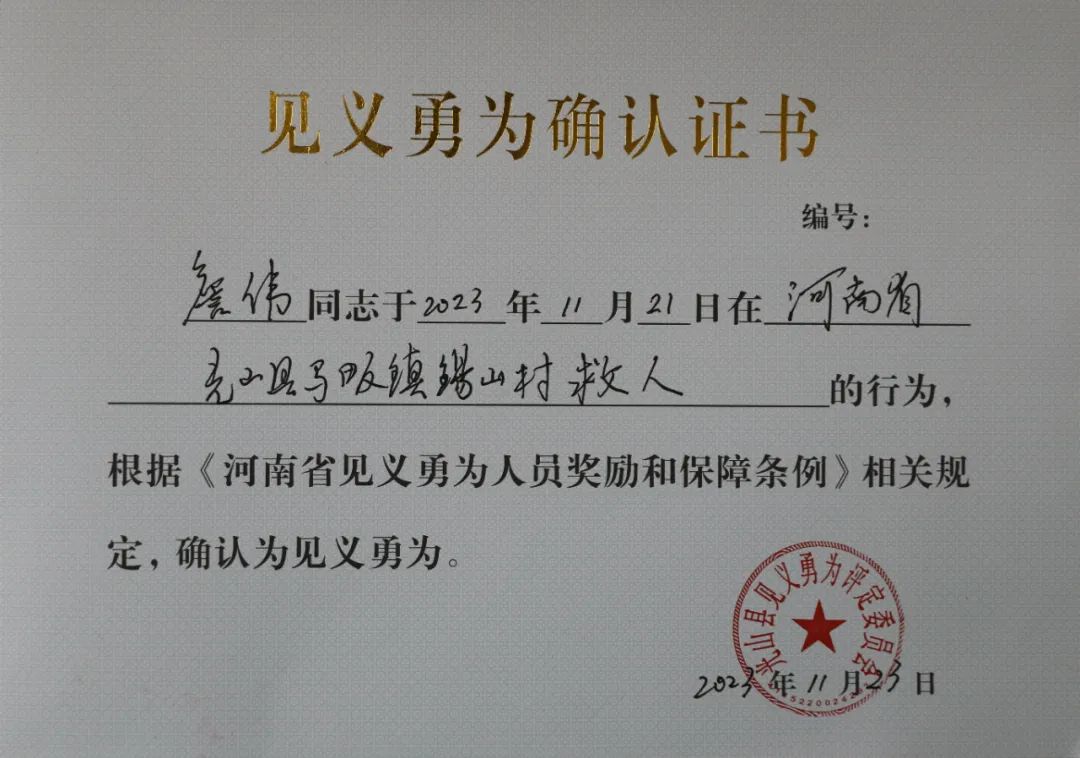 见义勇为确认证书
编号：
詹伟同志于2023年11月21日在河南省
光山县马畈镇锡山村救人的行为，
根据《河南省见义勇为人员奖励和保障条例》相关规
定，确认为见义勇为。
光山县见义勇为评定委员会
2023年11月23日